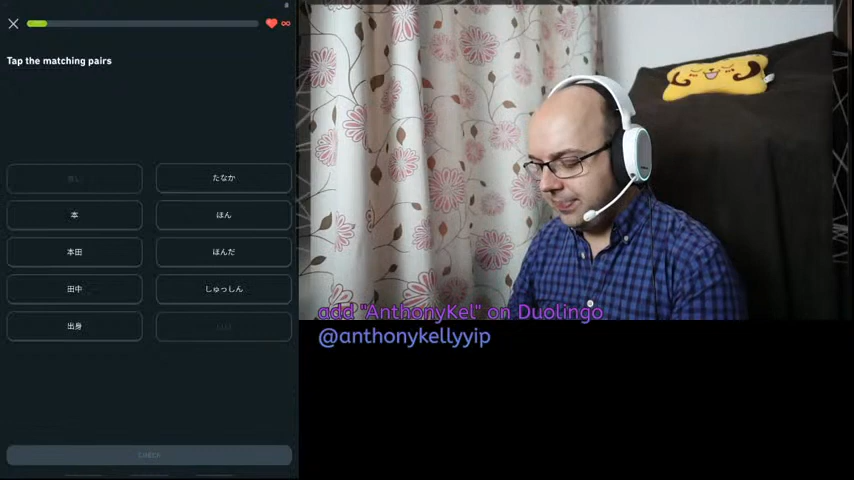 ∞
Tap the matching pairs
たなか
本
ほん
本田
ほんだ
田中
しゅっしん
出身
CHECK
add "AnthonyKel" on Duolingo
@anthonykellyyip